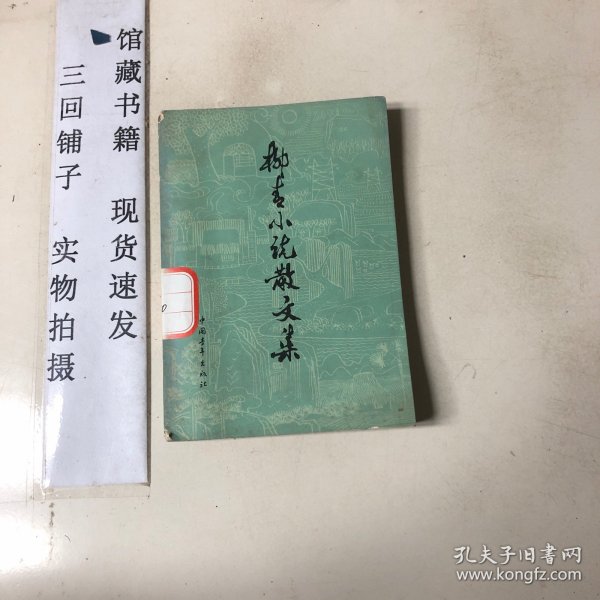 馆藏书籍 现货速发
三回铺子 实物拍摄
柳青小说散文集
中国青年出版社
孔夫子旧书网
www.kongfz.com